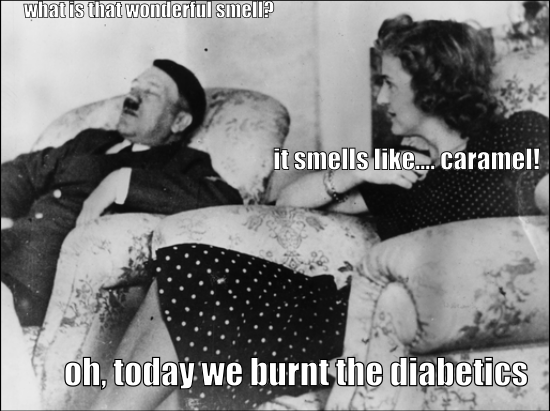 what is that wonderful smell?
it smells like.... caramel!
oh, today we burnt the diabetics